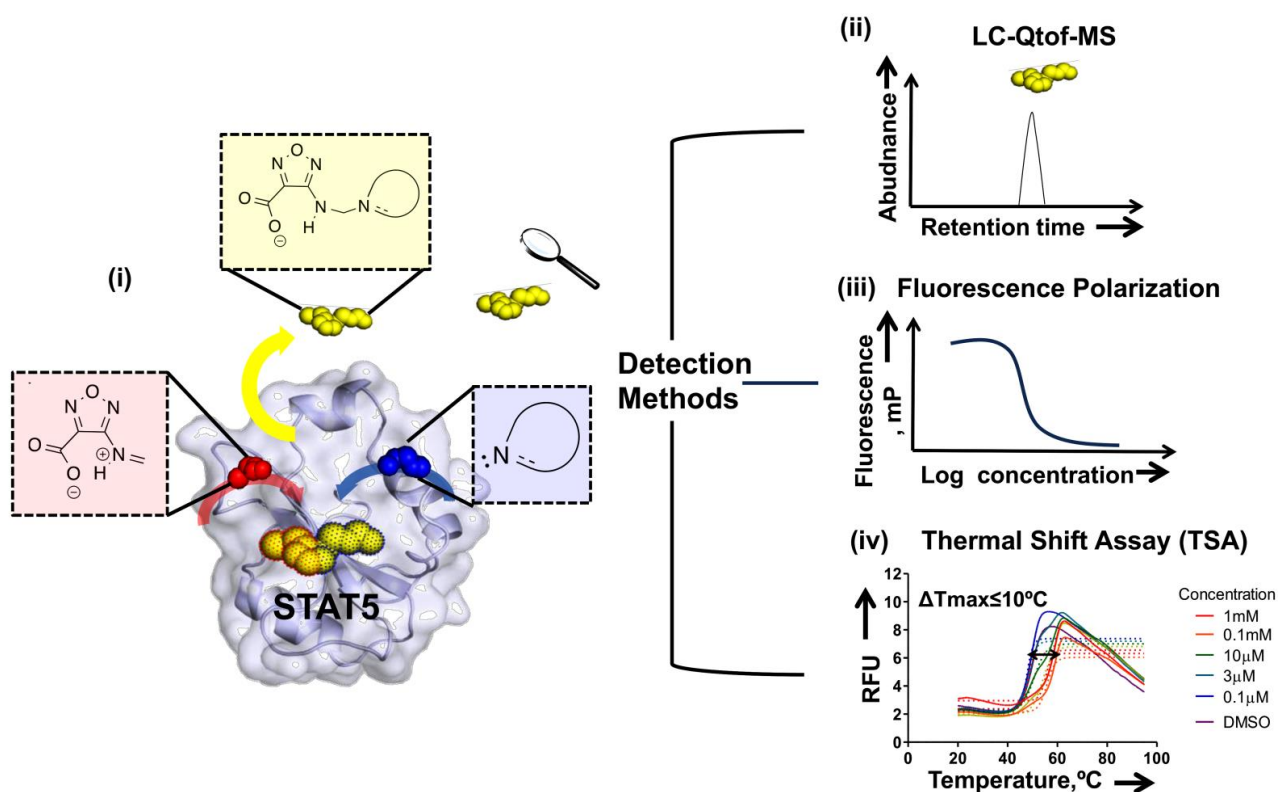 (i)
N
O
N
O
O
⊖
N
H
N
N
O
N
O
O
⊖
N
⊕
H
:N
STAT5
Detection
Methods
(ii)
LC-Qtof-MS
Abudnance
Retention time
(iii) Fluorescence Polarization
Fluorescence
, mP
Log concentration
(iv) Thermal Shift Assay (TSA)
ΔTmax≤10ºC
RFU
12
10
8
6
4
2
0
0 20 40 60 80 100
Temperature,ºC
Concentration
1mM
0.1mM
10μM
3μM
0.1μM
DMSO